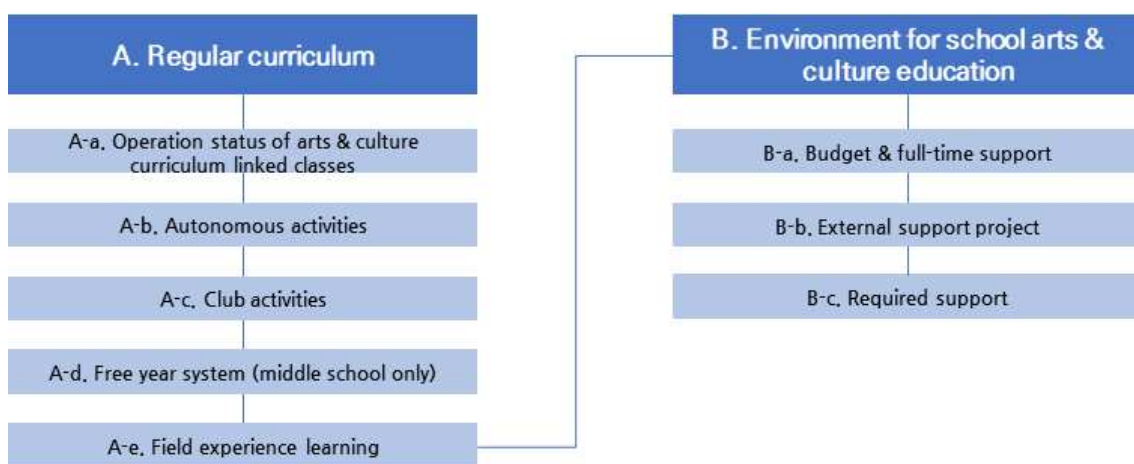 A. Regular curriculum
A-a. Operation status of arts & culture
curriculum linked classes
A-b. Autonomous activities
A-c. Club activities
A-d. Free year system (middle school only)
A-e. Field experience learning
B. Environment for school arts &
culture education
B-a. Budget & full-time support
B-b. External support project
B-c. Required support